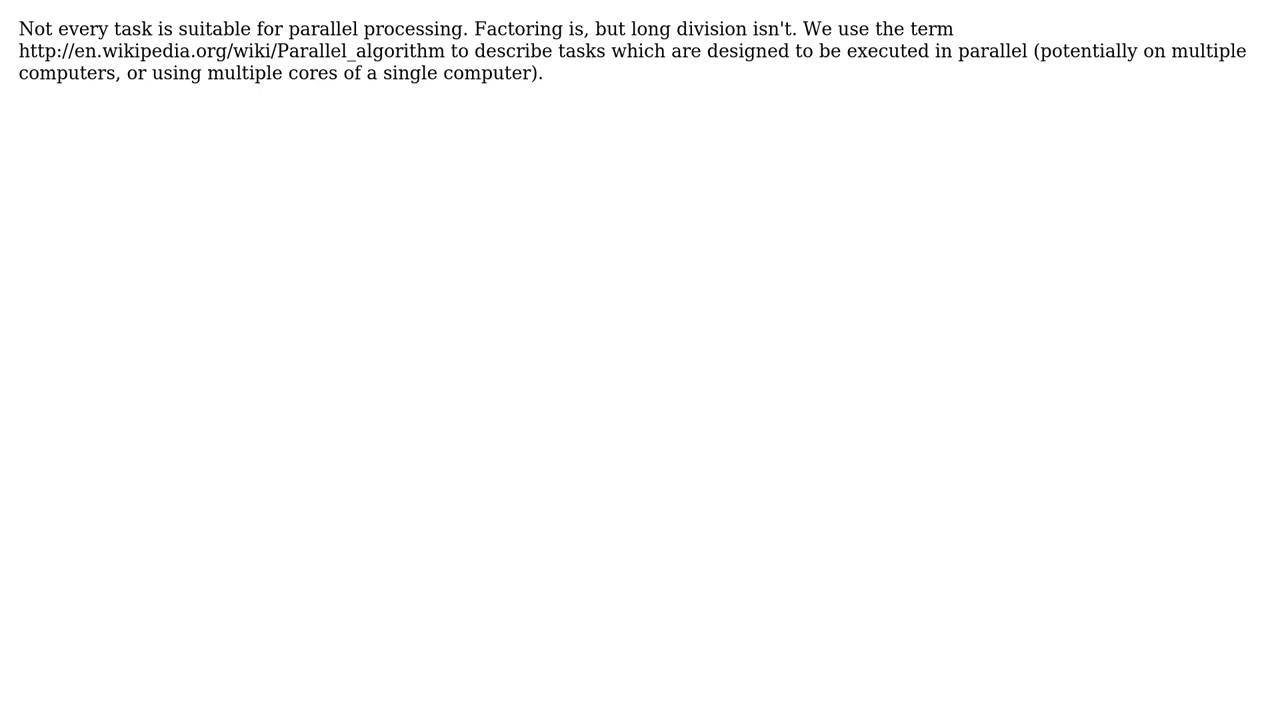 Not every task is suitable for parallel processing. Factoring is, but long division isn't. We use the term
http://en.wikipedia.org/wiki/Parallel_algorithm to describe tasks which are designed to be executed in parallel (potentially on multiple
computers, or using multiple cores of a single computer).